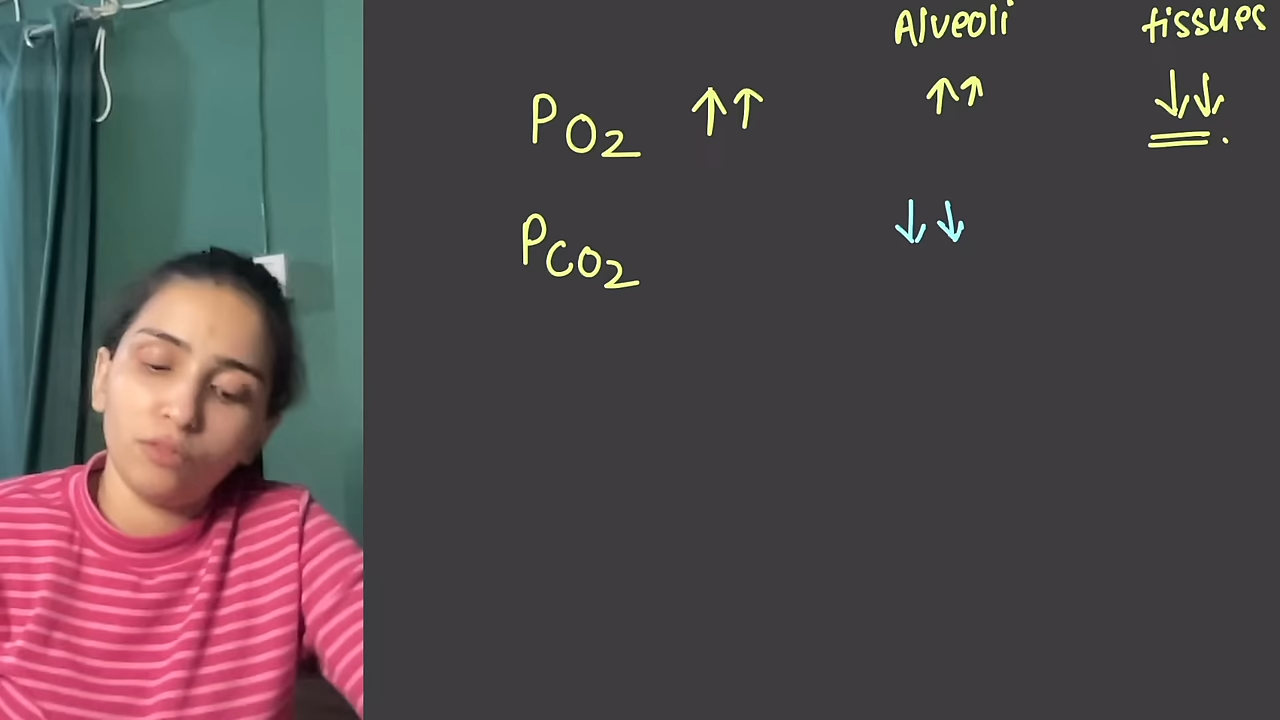 Alveoli tissues
PO2 ↑↑ ↑↑ ↓↓
PCO2 ↓↓